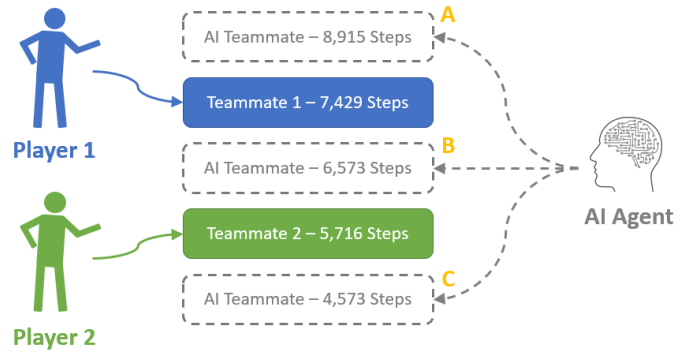 A
AI Teammate – 8,915 Steps
Teammate 1 – 7,429 Steps
Player 1
B
AI Teammate – 6,573 Steps
AI Agent
Teammate 2 – 5,716 Steps
C
AI Teammate – 4,573 Steps
Player 2